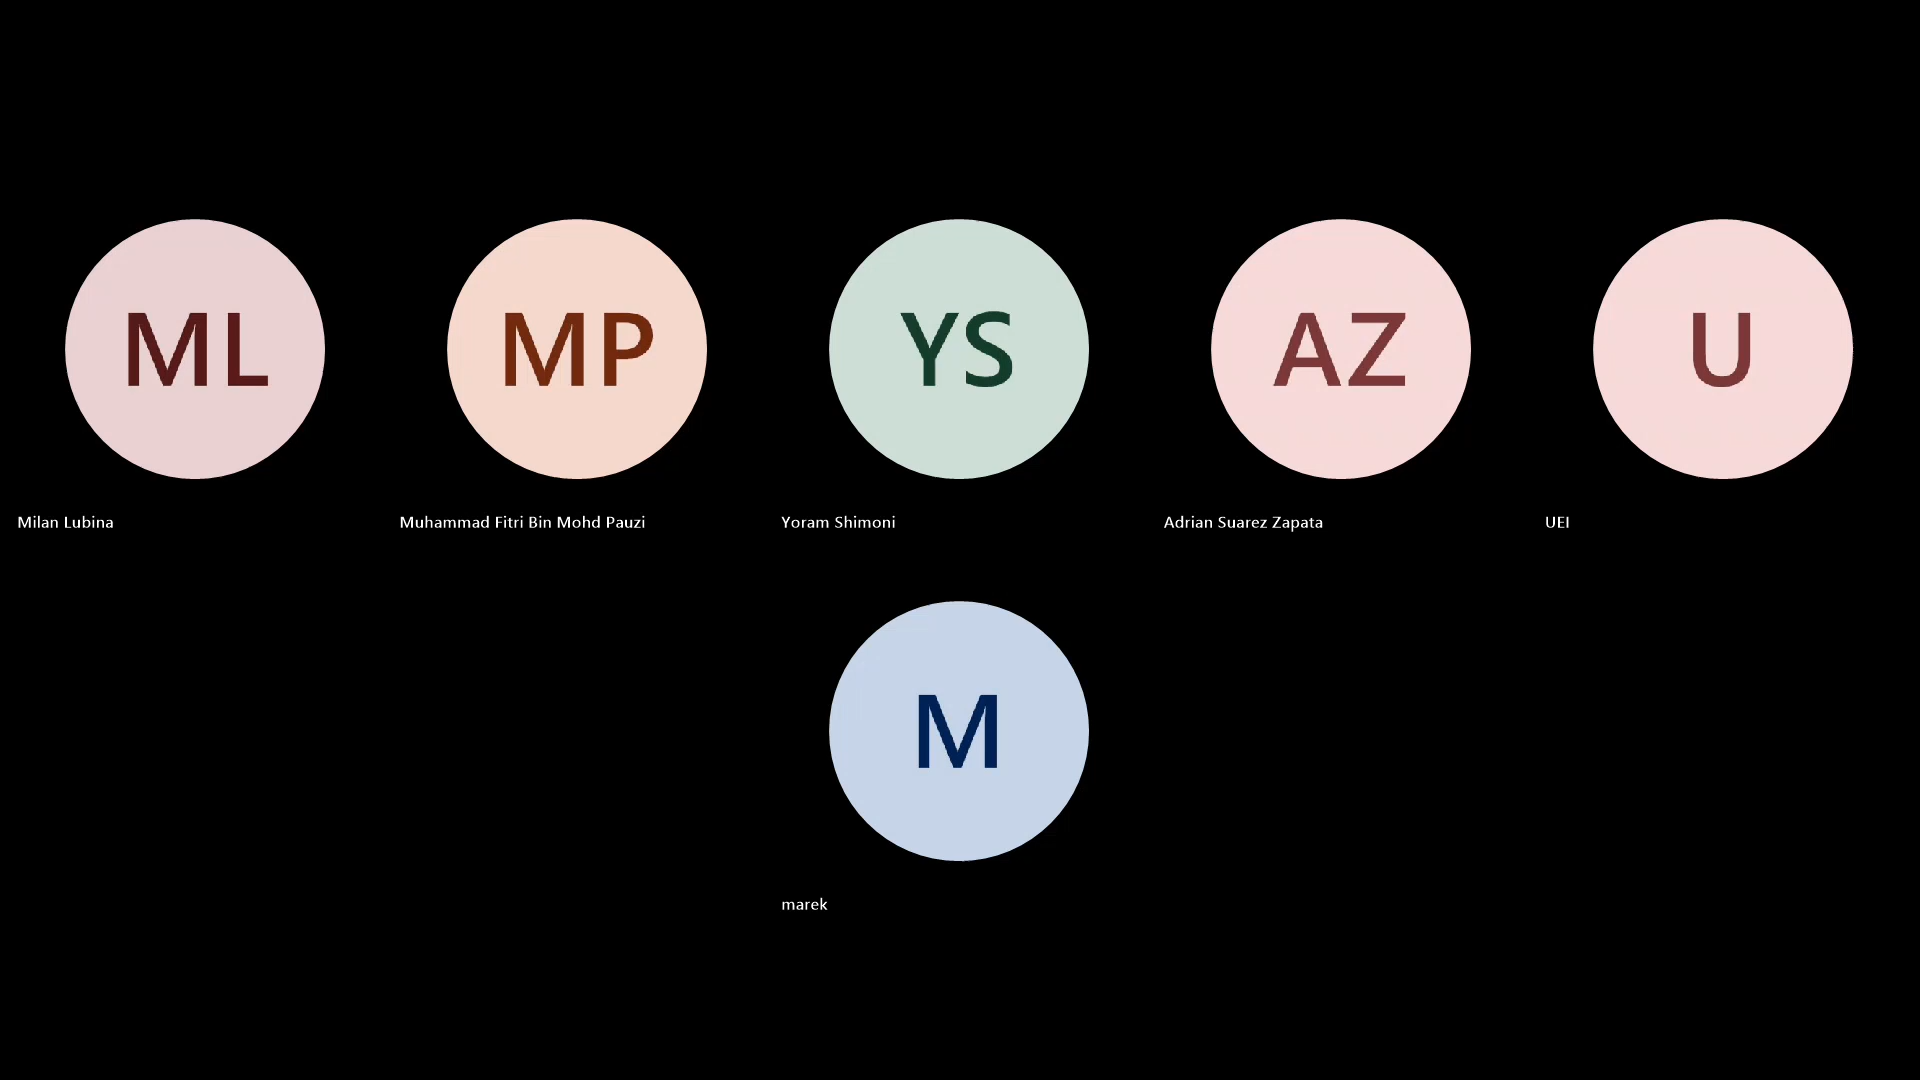 ML
MP
YS
AZ
U
Milan Lubina
Muhammad Fitri Bin Mohd Pauzi
Yoram Shimoni
Adrian Suarez Zapata
UEI
M
marek